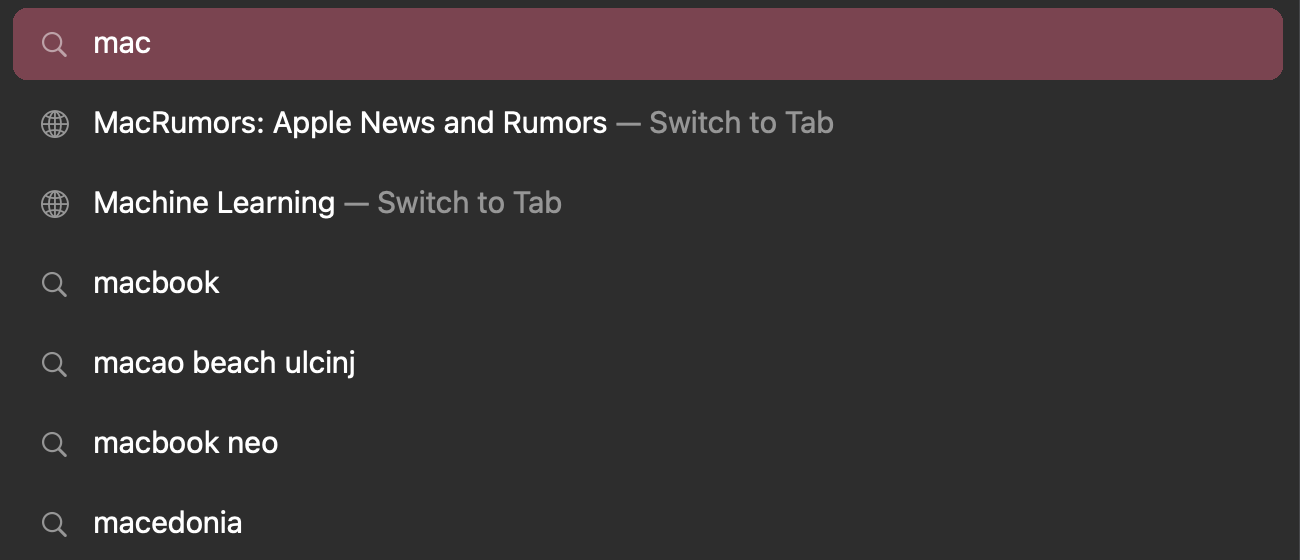 mac
MacRumors: Apple News and Rumors — Switch to Tab
Machine Learning — Switch to Tab
macbook
macao beach ulcinj
macbook neo
macedonia